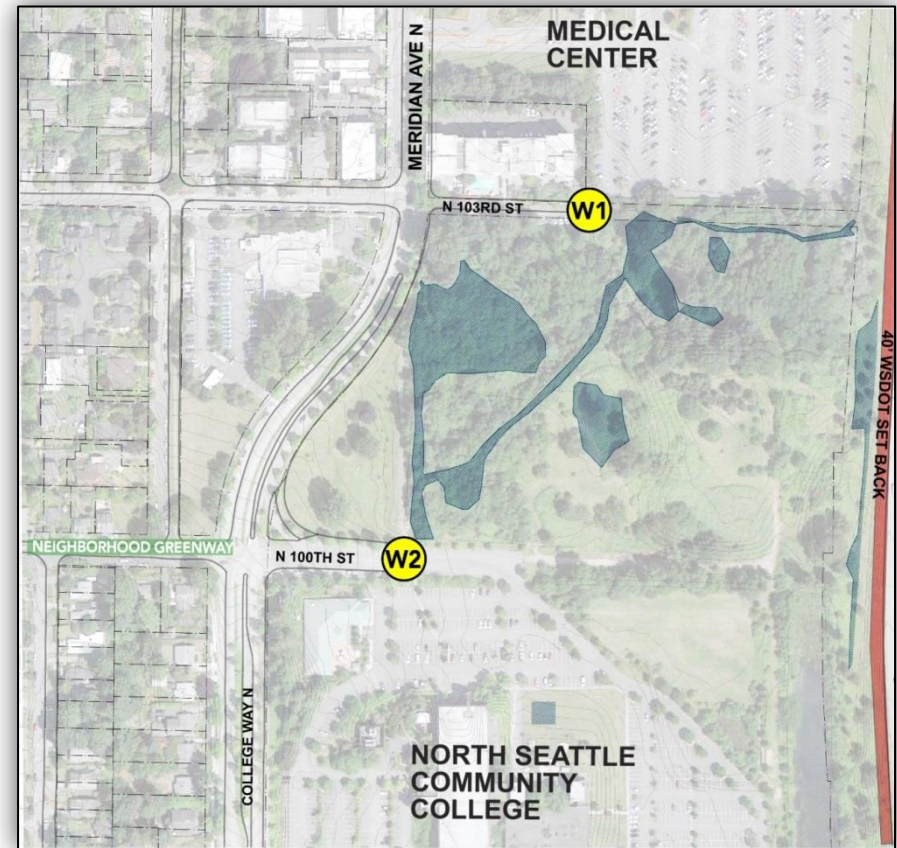 MEDICAL
CENTER
MERIDIAN AVE N
N 103RD ST
W1
40' WSDOT SET BACK
NEIGHBORHOOD GREENWAY
N 100TH ST
W2
COLLEGE WAY N
NORTH SEATTLE
COMMUNITY
COLLEGE